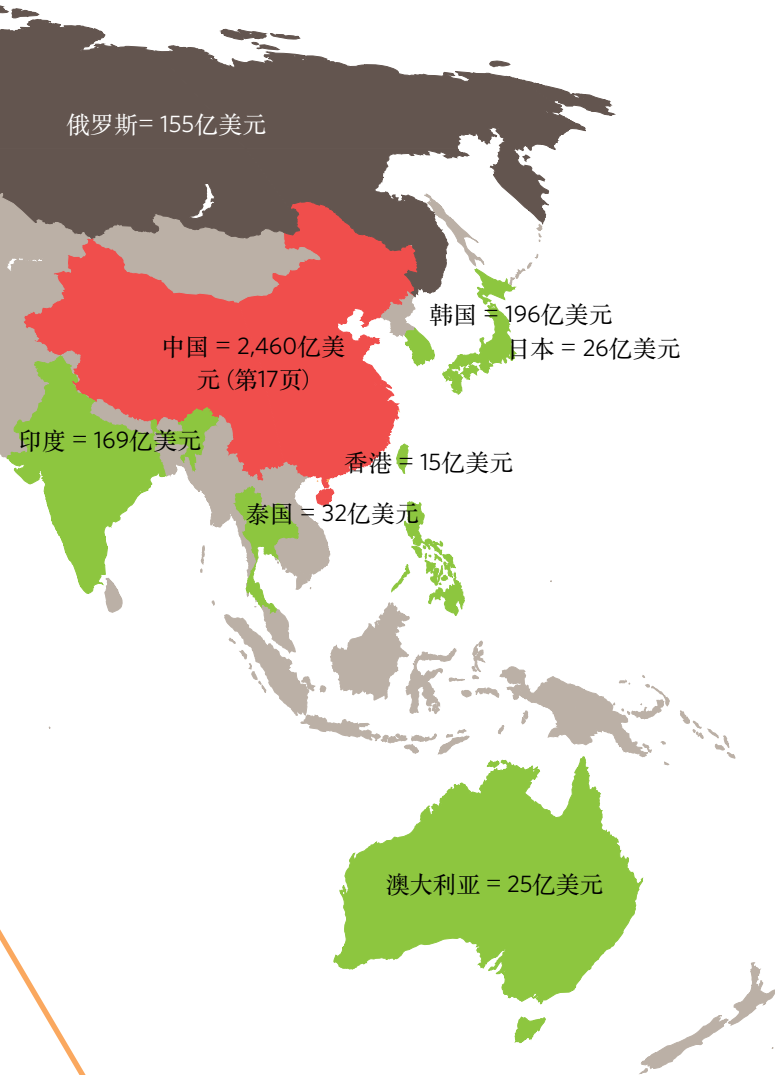 俄罗斯= 155亿美元
韩国 = 196亿美元
中国 = 2,460亿美
元 (第17页)
日本 = 26亿美元
印度 = 169亿美元
香港 = 15亿美元
泰国 = 32亿美元
澳大利亚 = 25亿美元